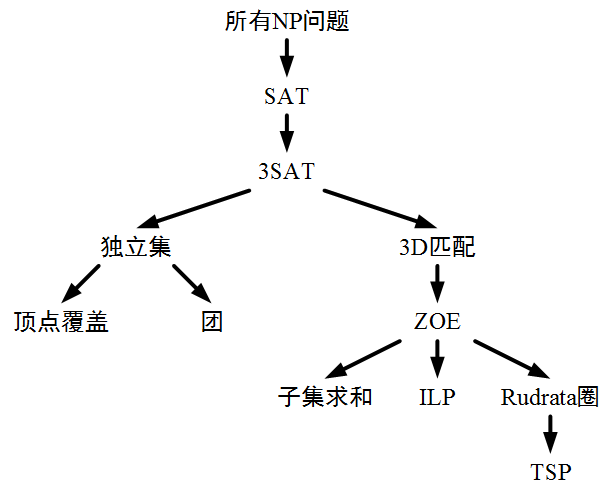 所有NP问题
SAT
3SAT
独立集
3D匹配
顶点覆盖
团
ZOE
子集求和
ILP
Rudrata圈
TSP